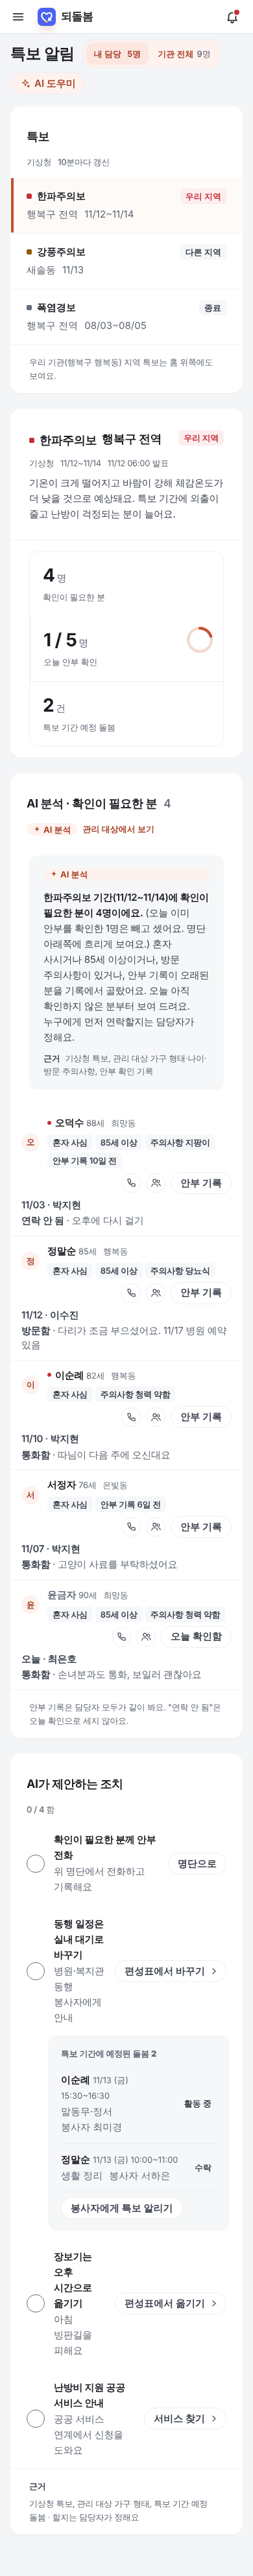 되돌봄
특보 알림
내 담당 5명
기관 전체 9명
AI 도우미
특보
기상청 10분마다 갱신
한파주의보
우리 지역
행복구 전역 11/12~11/14
강풍주의보
다른 지역
새솔동 11/13
폭염경보
종료
행복구 전역 08/03~08/05
우리 기관(행복구 행복동) 지역 특보는 홈 위쪽에도
보여요.
한파주의보 행복구 전역
우리 지역
기상청 11/12~11/14 11/12 06:00 발표
기온이 크게 떨어지고 바람이 강해 체감온도가
더 낮을 것으로 예상돼요. 특보 기간에 외출이
줄고 난방이 걱정되는 분이 늘어요.
4명
확인이 필요한 분
1 / 5명
오늘 안부 확인
2건
특보 기간 예정 돌봄
AI 분석 · 확인이 필요한 분 4
AI 분석 관리 대상에서 보기
AI 분석
한파주의보 기간(11/12~11/14)에 확인이
필요한 분이 4명이에요. (오늘 이미
안부를 확인한 1명은 빼고 셌어요. 명단
아래쪽에 흐리게 보여요.) 혼자
사시거나 85세 이상이거나, 방문
주의사항이 있거나, 안부 기록이 오래된
분을 기록에서 골랐어요. 오늘 아직
확인하지 않은 분부터 보여 드려요.
누구에게 먼저 연락할지는 담당자가
정해요.
근거 기상청 특보, 관리 대상 가구 형태·나이·
방문 주의사항, 안부 확인 기록
오
오덕수 88세 희망동
혼자 사심 85세 이상 주의사항 지팡이
안부 기록 10일 전
안부 기록
11/03 · 박지현
연락 안 됨 · 오후에 다시 걸기
정
정말순 85세 행복동
혼자 사심 85세 이상 주의사항 당뇨식
안부 기록
11/12 · 이수진
방문함 · 다리가 조금 부으셨어요. 11/17 병원 예약
있음
이
이순례 82세 행복동
혼자 사심 주의사항 청력 약함
안부 기록
11/10 · 박지현
통화함 · 따님이 다음 주에 오신대요
서
서정자 76세 은빛동
혼자 사심 안부 기록 6일 전
안부 기록
11/07 · 박지현
통화함 · 고양이 사료를 부탁하셨어요
윤
윤금자 90세 희망동
혼자 사심 85세 이상 주의사항 청력 약함
오늘 확인함
오늘 · 최은호
통화함 · 손녀분과도 통화, 보일러 괜찮아요
안부 기록은 담당자 모두가 같이 봐요. "연락 안 됨"은
오늘 확인으로 세지 않아요.
AI가 제안하는 조치
0 / 4 함
확인이 필요한 분께 안부
전화
위 명단에서 전화하고
기록해요
명단으로
동행 일정은
실내 대기로
바꾸기
병원·복지관
동행
봉사자에게
안내
편성표에서 바꾸기
특보 기간에 예정된 돌봄 2
이순례 11/13 (금)
15:30~16:30
말동무·정서
봉사자 최미경
활동 중
정말순 11/13 (금) 10:00~11:00
생활 정리 봉사자 서하은
수락
봉사자에게 특보 알리기
장보기는
오후
시간으로
옮기기
아침
빙판길을
피해요
편성표에서 옮기기
난방비 지원 공공
서비스 안내
공공 서비스
연계에서 신청을
도와요
서비스 찾기
근거
기상청 특보, 관리 대상 가구 형태, 특보 기간 예정
돌봄 · 할지는 담당자가 정해요